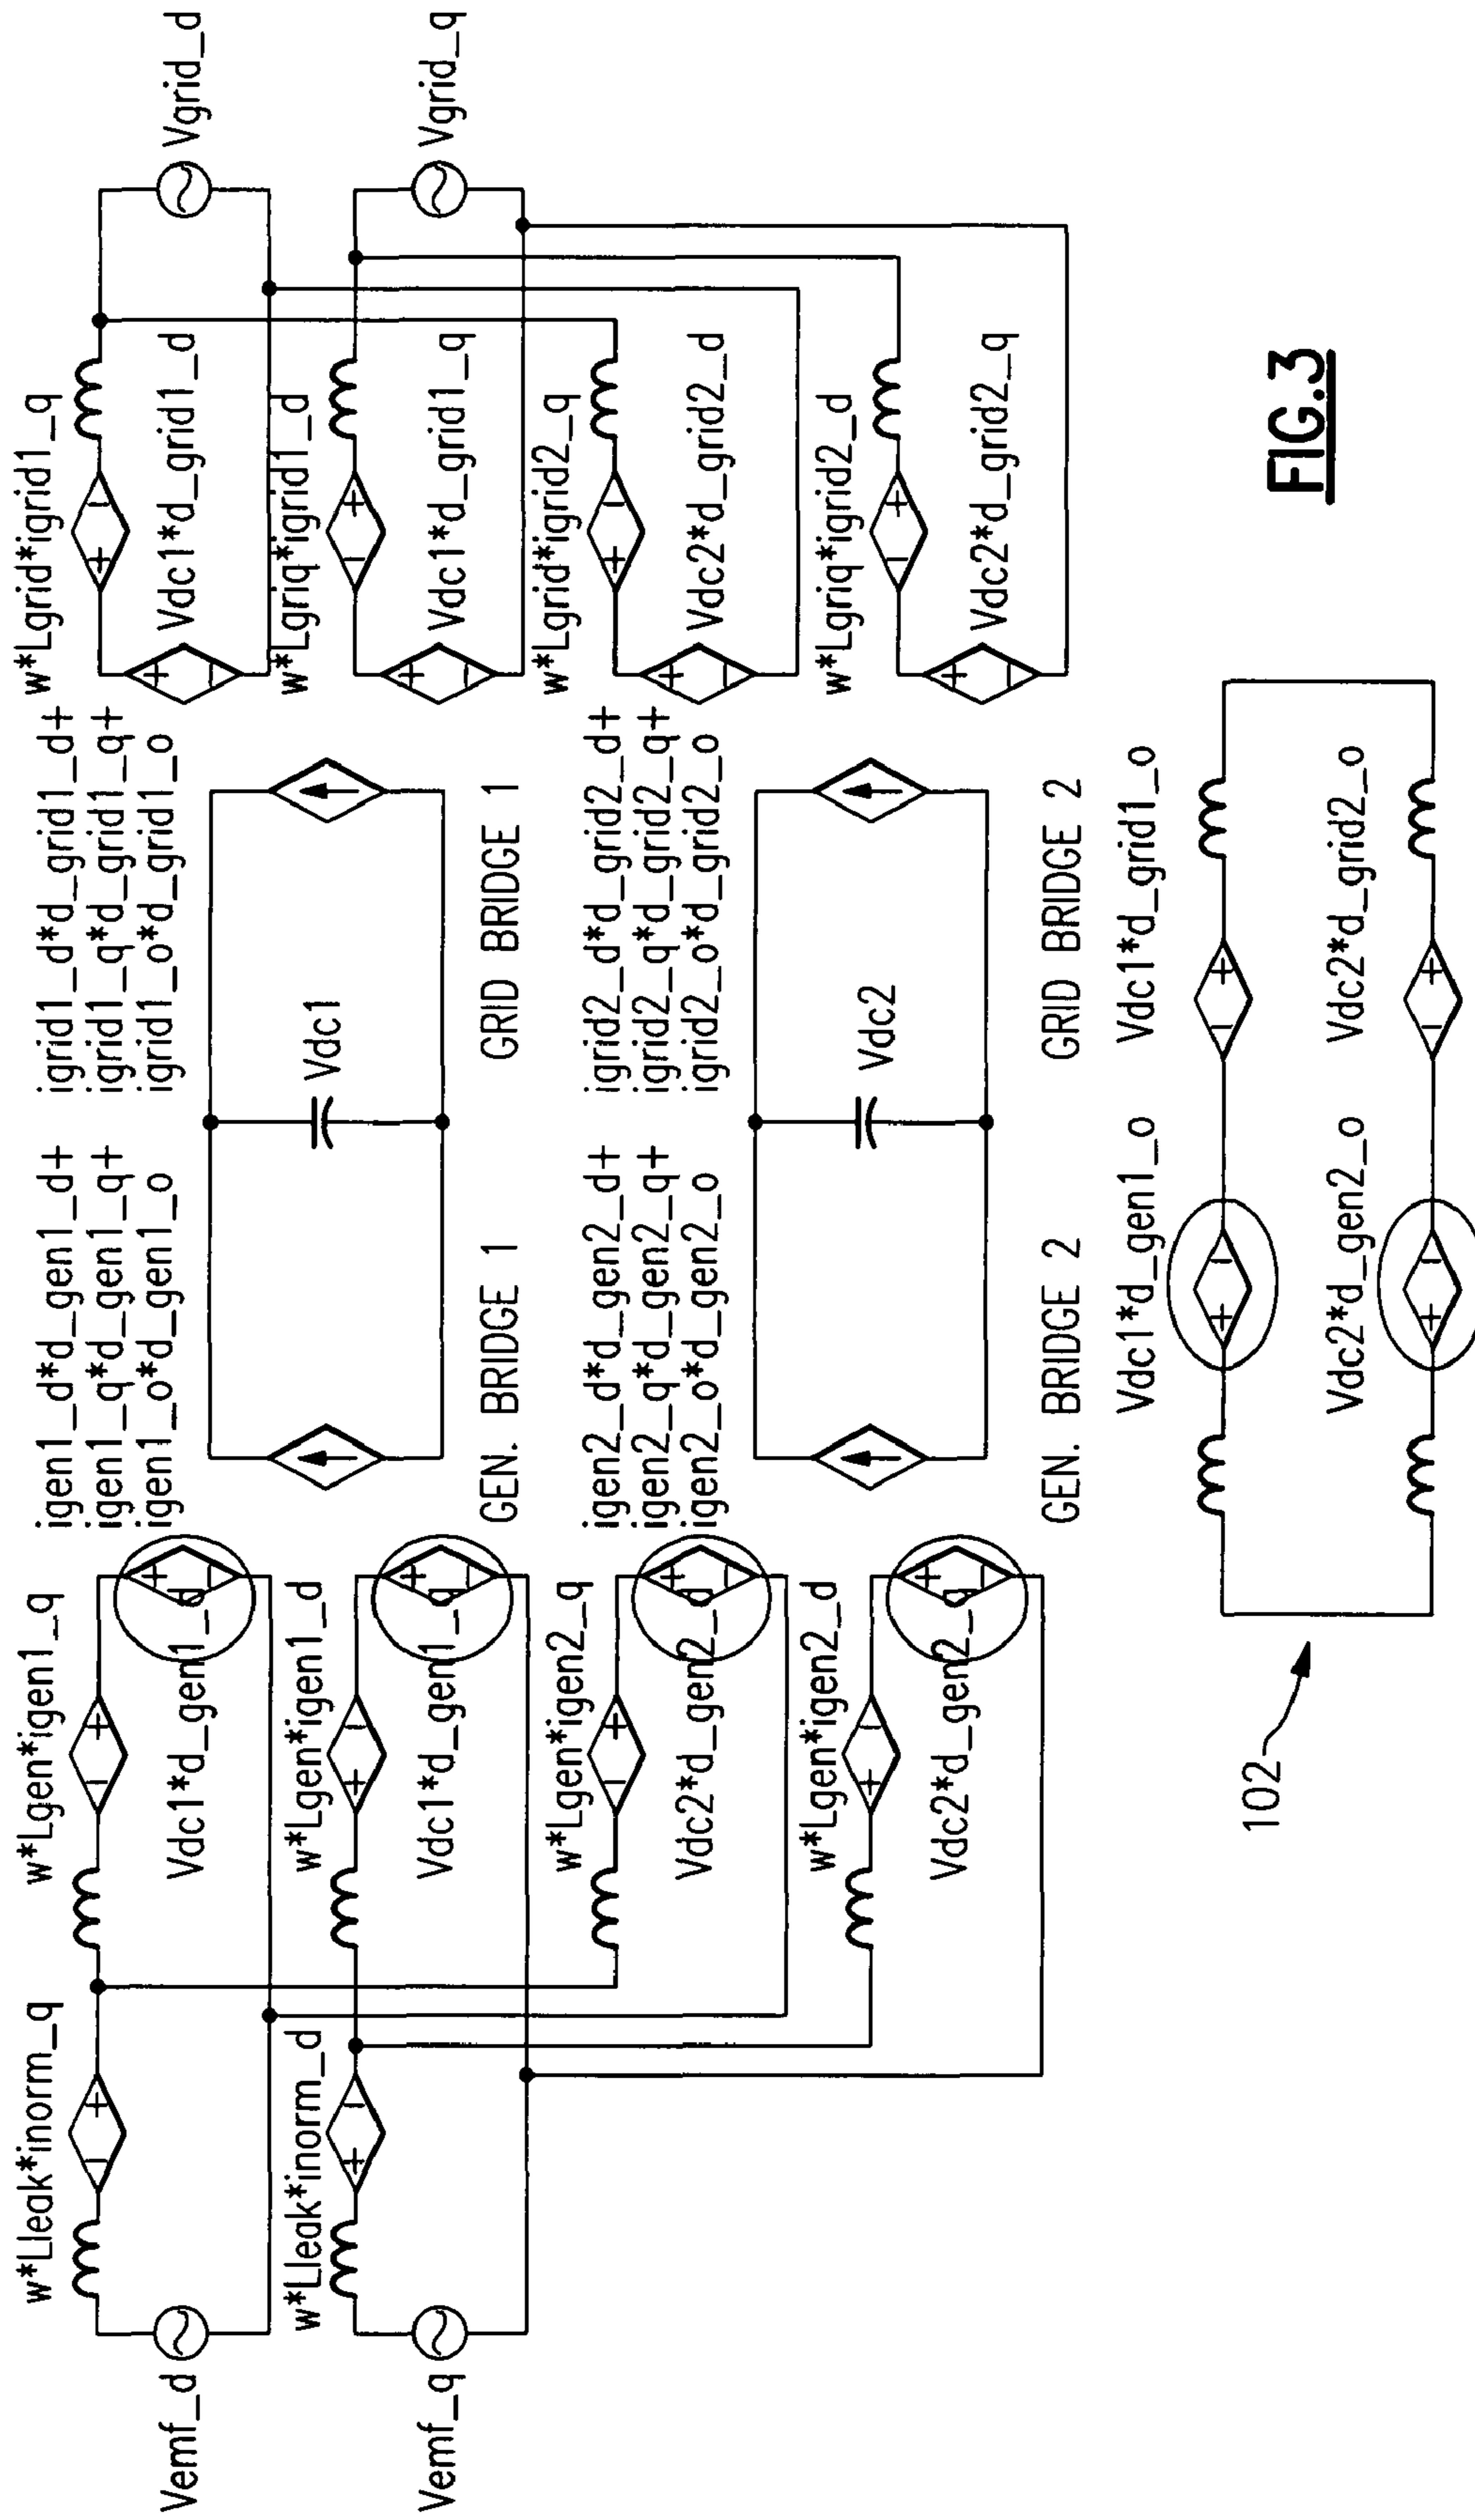 w*Lleak*inorm_q
w*Lgen*igen1_q
igen1_d*d_gen1_d+
igen1_q*d_gen1_q+
igen1_o*d_gen1_o
igrid1_d*d_grid1_d+
igrid1_q*d_grid1_q+
igrid1_o*d_grid1_o
w*Lgrid*igrid1_q
Vemf_d
Vdc1*d_gen1_d
Vdc1*d_grid1_d
Vgrid_d
w*Lleak*inorm_d
w*Lgen*igen1_d
Vdc1
w*Lgriq*igrid1_d
Vemf_q
Vdc1*d_gen1_q
Vdc1*d_grid1_q
Vgrid_q
GEN. BRIDGE 1
GRID BRIDGE 1
w*Lgen*igen2_q
igen2_d*d_gen2_d+
igen2_q*d_gen2_q+
igen2_o*d_gen2_o
igrid2_d*d_grid2_d+
igrid2_q*d_grid2_q+
igrid2_o*d_grid2_o
w*Lgrid*igrid2_q
Vdc2*d_gen2_d
Vdc2*d_grid2_d
w*Lgen*igen2_d
Vdc2
w*Lgriq*igrid2_d
Vdc2*d_gen2_q
Vdc2*d_grid2_q
GEN. BRIDGE 2
GRID BRIDGE 2
Vdc1*d_gen1_o
Vdc1*d_grid1_o
102
Vdc2*d_gen2_o
Vdc2*d_grid2_o
FIG.3